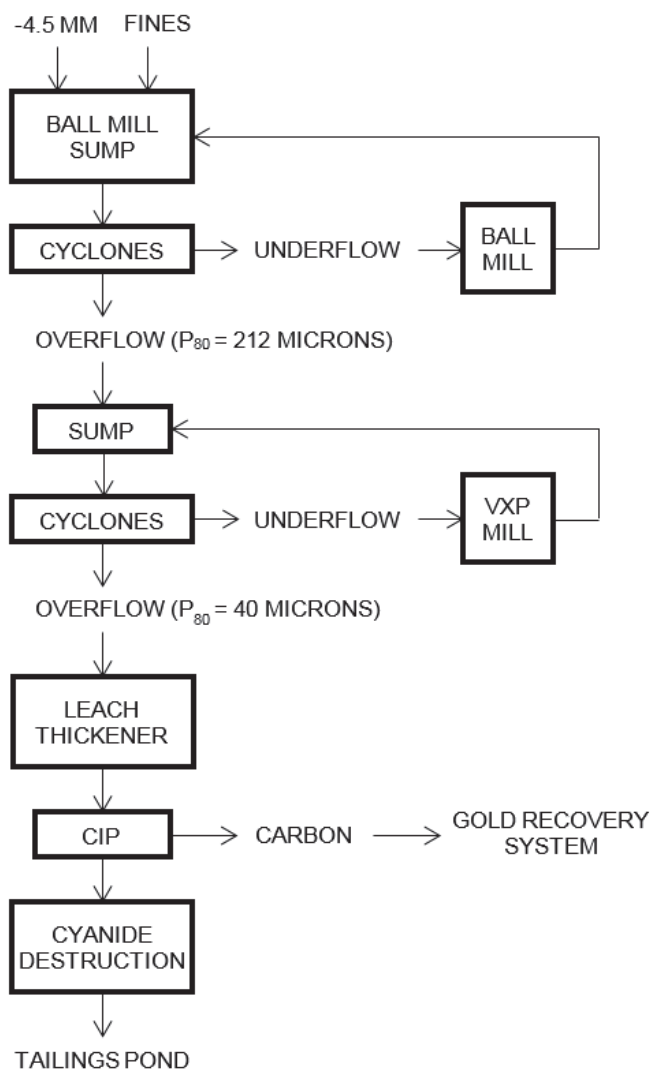 -4.5 MM FINES
BALL MILL
SUMP
CYCLONES
UNDERFLOW
BALL
MILL
OVERFLOW (P80 = 212 MICRONS)
SUMP
CYCLONES
UNDERFLOW
VXP
MILL
OVERFLOW (P80 = 40 MICRONS)
LEACH
THICKENER
CIP
CARBON
GOLD RECOVERY
SYSTEM
CYANIDE
DESTRUCTION
TAILINGS POND